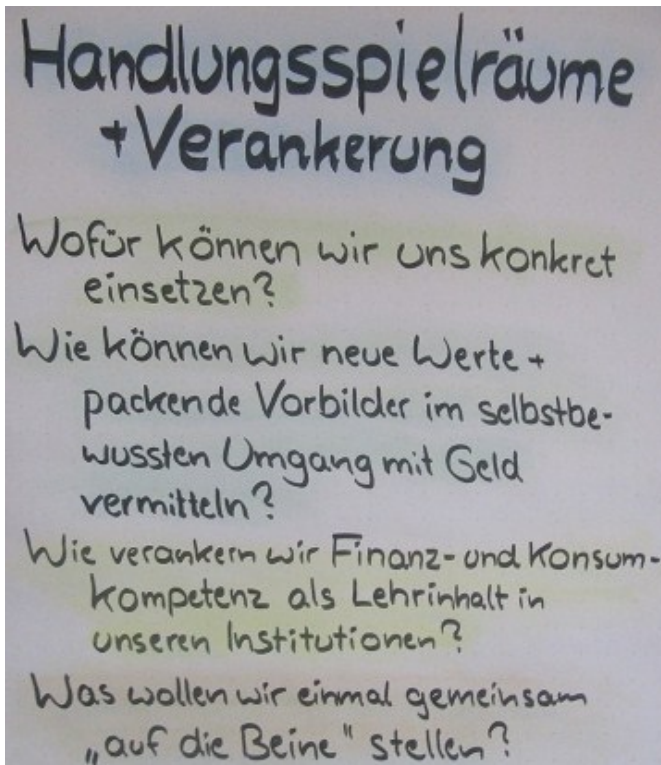 Handlungsspielräume
+ Verankerung
Wofür können wir uns konkret
einsetzen?
Wie können wir neue Werte +
packende Vorbilder im selbstbe-
wussten Umgang mit Geld
vermitteln?
Wie verankern wir Finanz- und Konsum-
kompetenz als Lehrinhalt in
unseren Institutionen?
Was wollen wir einmal gemeinsam
„auf die Beine" stellen?